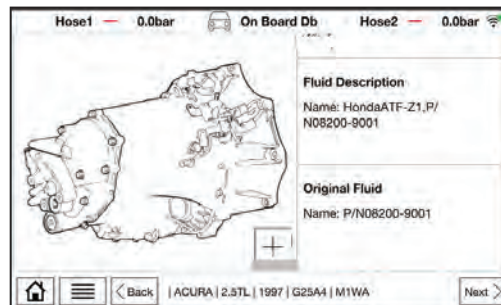 Hose1 — 0.0bar On Board Db Hose2 — 0.0bar
Fluid Description
Name: HondaATF-Z1,P/
N08200-9001
Original Fluid
Name: P/N08200-9001
Back | ACURA | 2.5TL | 1997 | G25A4 | M1WA Next